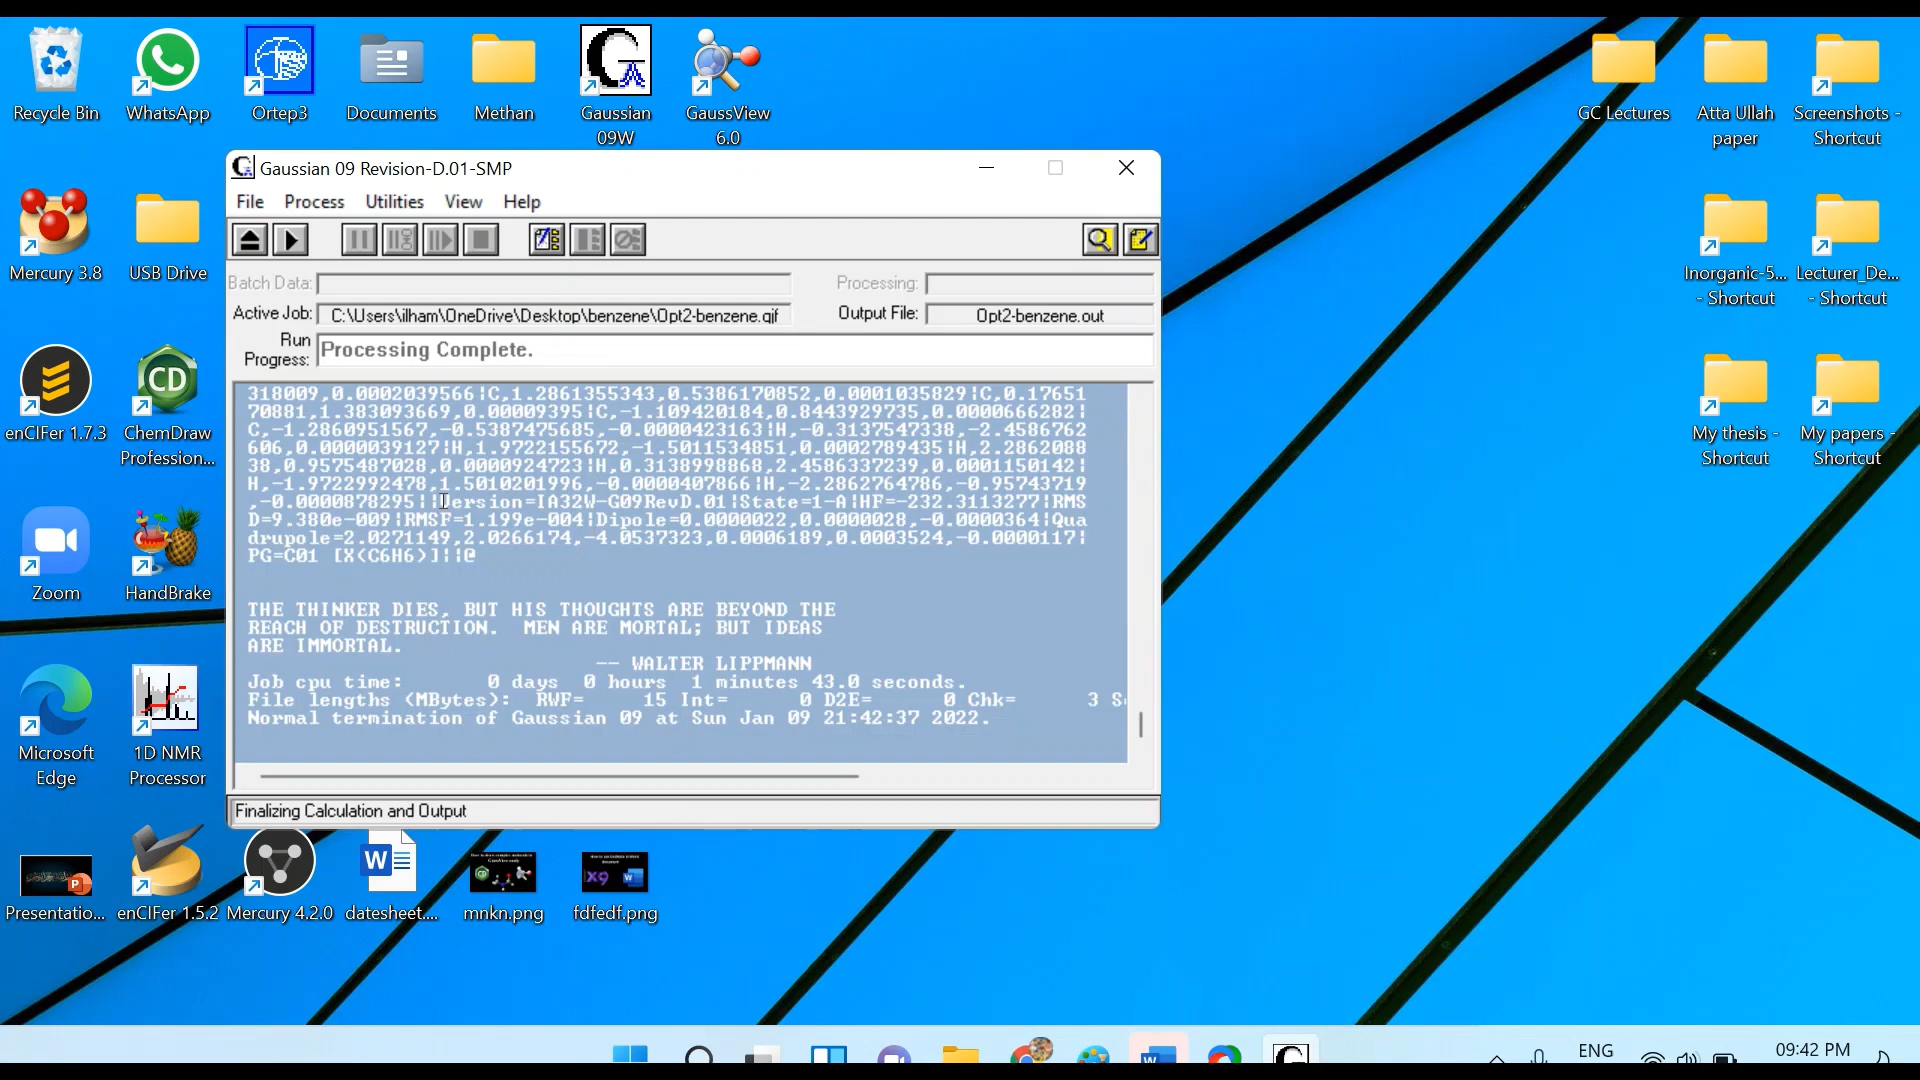 Recycle Bin
WhatsApp
Ortep3
Documents
Methan
Gaussian
09W
GaussView
6.0
GC Lectures
Atta Ullah
paper
Screenshots -
Shortcut
Mercury 3.8
USB Drive
Inorganic-5...
- Shortcut
Lecturer_De...
- Shortcut
enCIFer 1.7.3
ChemDraw
Profession...
My thesis -
Shortcut
My papers -
Shortcut
Zoom
HandBrake
Microsoft
Edge
1D NMR
Processor
Presentatio...
enCIFer 1.5.2
Mercury 4.2.0
datesheet....
mnkn.png
fdfedf.png
Gaussian 09 Revision-D.01-SMP
File Process Utilities View Help
Batch Data:
Processing:
Active Job: C:\Users\ilham\OneDrive\Desktop\benzene\Opt2-benzene.gjf
Output File: Opt2-benzene.out
Run
Progress: Processing Complete.
318009,0.0002039566¦C,1.2861355343,0.5386170852,0.0001035829¦C,0.17651
70881,1.383093669,0.00009395¦C,-1.109420184,0.8443929735,0.0000666282¦
C,-1.2860951567,-0.5387475685,-0.0000423163¦H,-0.3137547338,-2.4586762
606,0.0000039127¦H,1.9722155672,-1.5011534851,0.0002789435¦H,2.2862088
38,0.9575487028,0.0000924723¦H,0.3138998868,2.4586337239,0.0001150142¦
H,-1.9722992478,1.5010201996,-0.0000407866¦H,-2.2862764786,-0.95743719
,-0.0000878295¦¦Version=IA32W-G09RevD.01¦State=1-A¦HF=-232.3113277¦RMS
D=9.380e-009¦RMSF=1.199e-004¦Dipole=0.0000022,0.0000028,-0.0000364¦Qua
drupole=2.0271149,2.0266174,-4.0537323,0.0006189,0.0003524,-0.0000117¦
PG=C01 [X(C6H6)]¦¦@
THE THINKER DIES, BUT HIS THOUGHTS ARE BEYOND THE
REACH OF DESTRUCTION. MEN ARE MORTAL; BUT IDEAS
ARE IMMORTAL.
-- WALTER LIPPMANN
Job cpu time: 0 days 0 hours 1 minutes 43.0 seconds.
File lengths (MBytes): RWF= 15 Int= 0 D2E= 0 Chk= 3 S
Normal termination of Gaussian 09 at Sun Jan 09 21:42:37 2022.
Finalizing Calculation and Output
ENG
09:42 PM